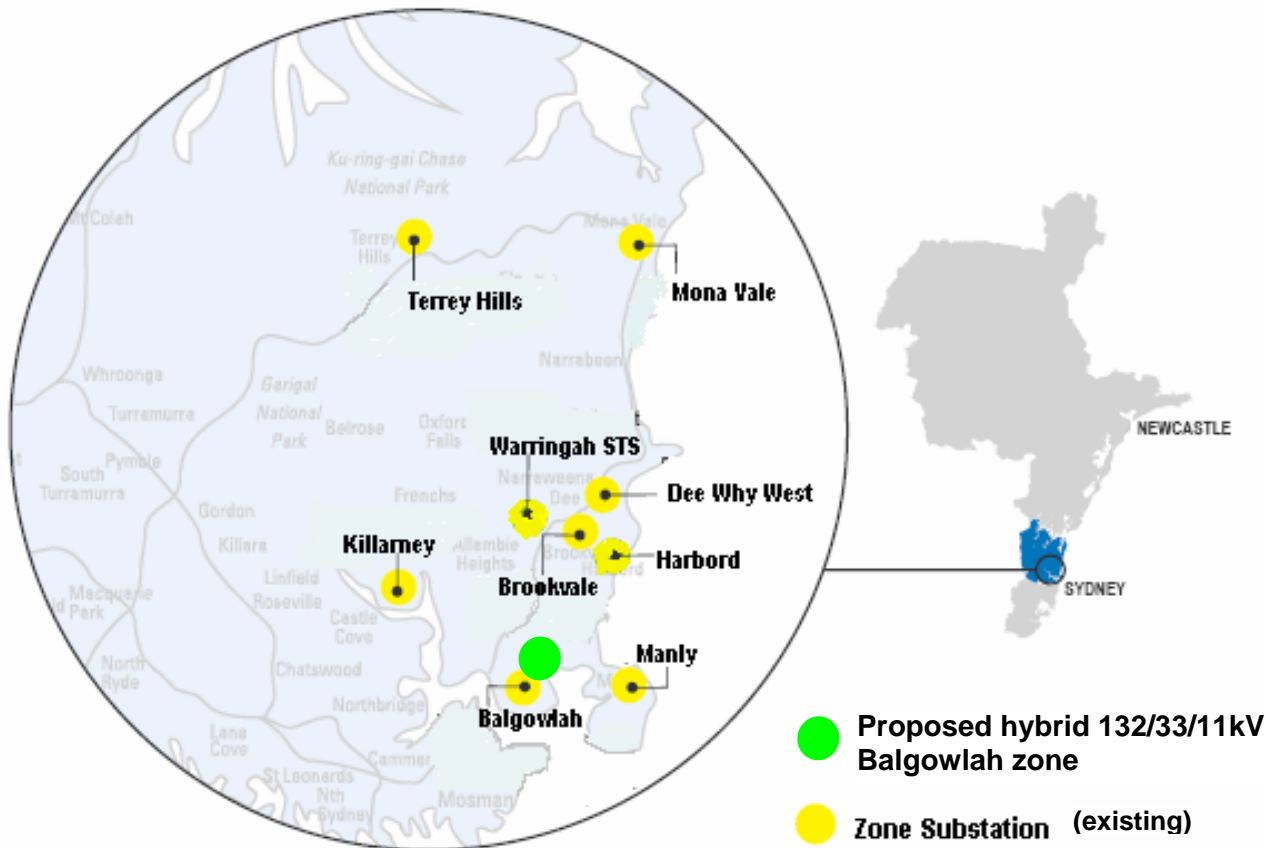 Ku-ring-gai Chase
National Park
Mt Colah
Terrey
Hills
Mona Vale
Terrey Hills
Mona Vale
Narrabeen
Whroonga
Garigal
National
Park
Turramurra
Belrose
Oxford
Falls
NEWCASTLE
Warringah STS
Pymble
South
Turramurra
Narraweena
Dee
Dee Why West
Frenchs
Gordon
Killarney
Killara
Allambie
Heights
Harbord
Brookvale
Linfield
Roseville
Macquarie
Park
Castle
Cove
SYDNEY
North
Ryde
Chatswood
Manly
Northbridge
Balgowlah
Proposed hybrid 132/33/11kV
Balgowlah zone
Lane
Cove
Cammer
St Leonards
Nth
Sydney
Mosman
Zone Substation (existing)